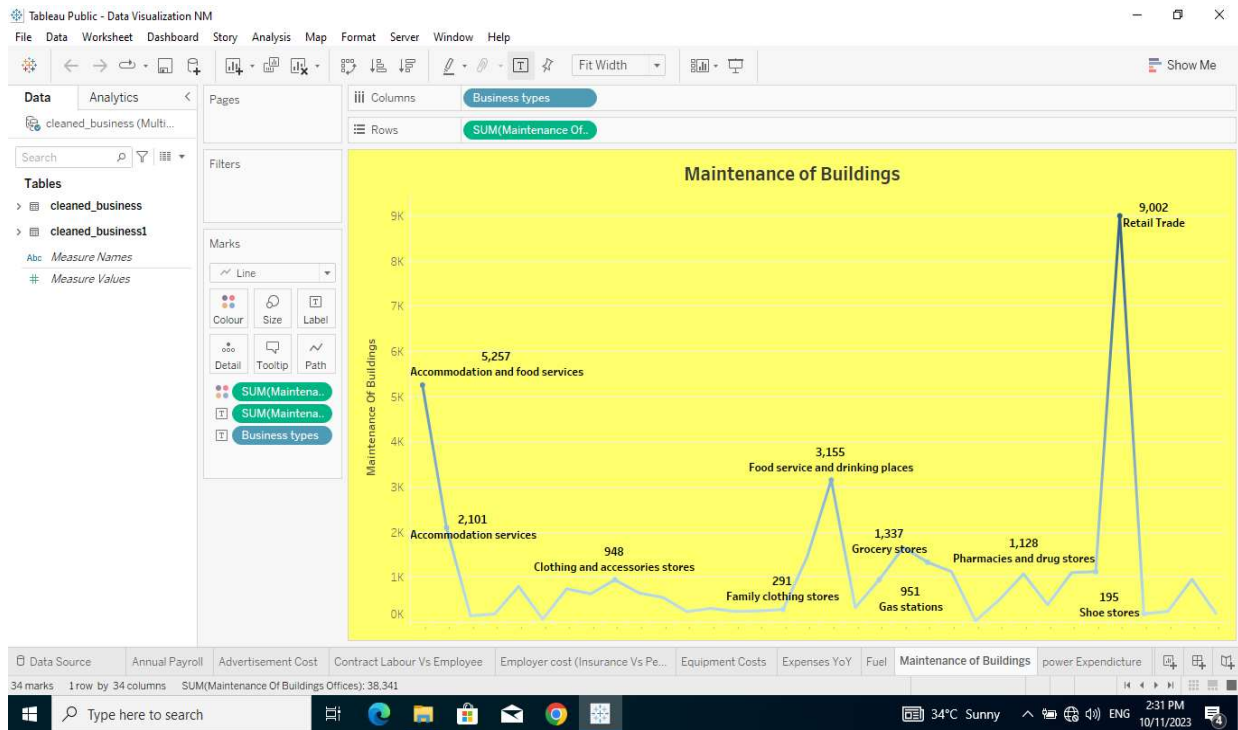 Tableau Public - Data Visualization NM
File Data Worksheet Dashboard Story Analysis Map Format Server Window Help
Fit Width
Show Me
Data Analytics
Pages
Columns
Business types
cleaned_business (Multi...
Rows
SUM(Maintenance Of..
Search
Filters
Tables
cleaned_business
cleaned_business1
Abc Measure Names
Measure Values
Marks
Line
Colour Size Label
Detail Tooltip Path
SUM(Maintena..
SUM(Maintena..
Business types
Maintenance of Buildings
Maintenance Of Buildings
9K
8K
7K
6K
5K
4K
3K
2K
1K
0K
9,002
Retail Trade
5,257
Accommodation and food services
3,155
Food service and drinking places
2,101
Accommodation services
948
Clothing and accessories stores
1,337
Grocery stores
1,128
Pharmacies and drug stores
291
Family clothing stores
951
Gas stations
195
Shoe stores
Data Source Annual Payroll Advertisement Cost Contract Labour Vs Employee Employer cost (Insurance Vs Pe... Equipment Costs Expenses YoY Fuel Maintenance of Buildings power Expendicture
34 marks 1 row by 34 columns SUM(Maintenance Of Buildings Offices): 38,341
Type here to search
34°C Sunny
ENG
2:31 PM
10/11/2023
4